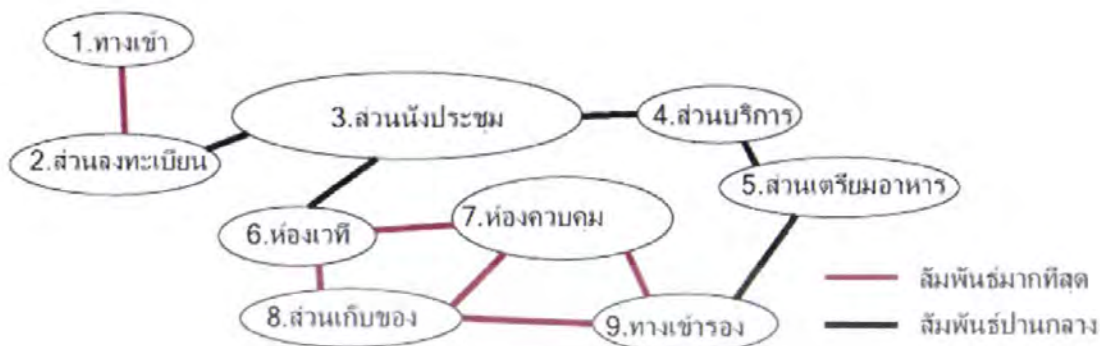 1.ทางเข้า
2.ส่วนลงทะเบียน
3.ส่วนนั่งประชุม
4.ส่วนบริการ
5.ส่วนเตรียมอาหาร
6.ห้องเวที
7.ห้องควบคุม
8.ส่วนเก็บของ
9.ทางเข้ารอง
สัมพันธ์มากที่สุด
สัมพันธ์ปานกลาง